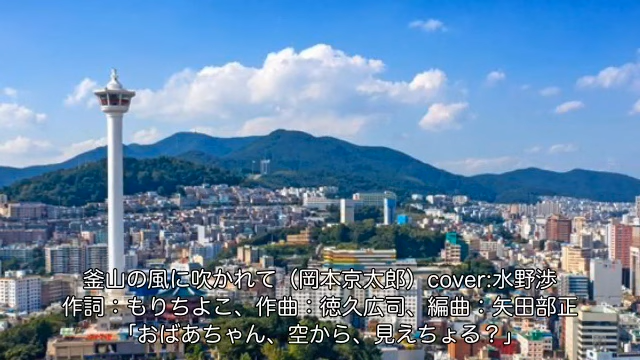 釜山の風に吹かれて（岡本京太郎）cover:水野渉
作詞：もりちよこ、作曲：徳久広司、編曲：矢田部正
「おばあちゃん、空から、見えちょる？」